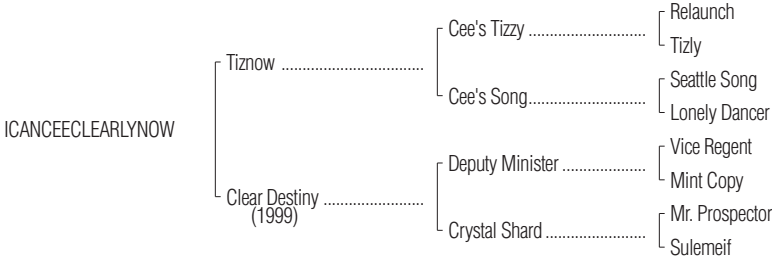 Relaunch
Cee's Tizzy ..............................
Tizly
Tiznow ....................................
Seattle Song
Cee's Song..............................
Lonely Dancer
ICANCEECLEARLYNOW
Vice Regent
Deputy Minister ......................
Mint Copy
Clear Destiny .........................
(1999)
Mr. Prospector
Crystal Shard ..........................
Sulemeif